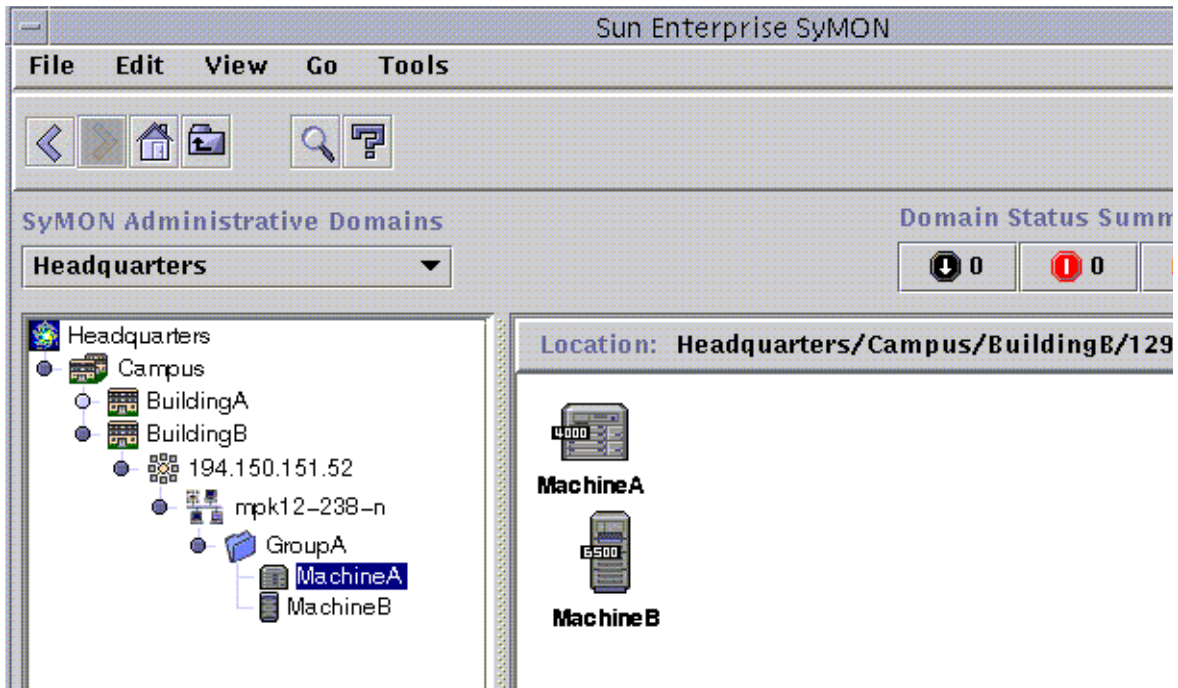 Sun Enterprise SyMON
File Edit View Go Tools
SyMON Administrative Domains
Domain Status Summ
Headquarters
0 0
Headquarters
Campus
BuildingA
BuildingB
194.150.151.52
mpk12-238-n
GroupA
MachineA
MachineB
Location: Headquarters/Campus/BuildingB/129
4000
MachineA
6500
MachineB